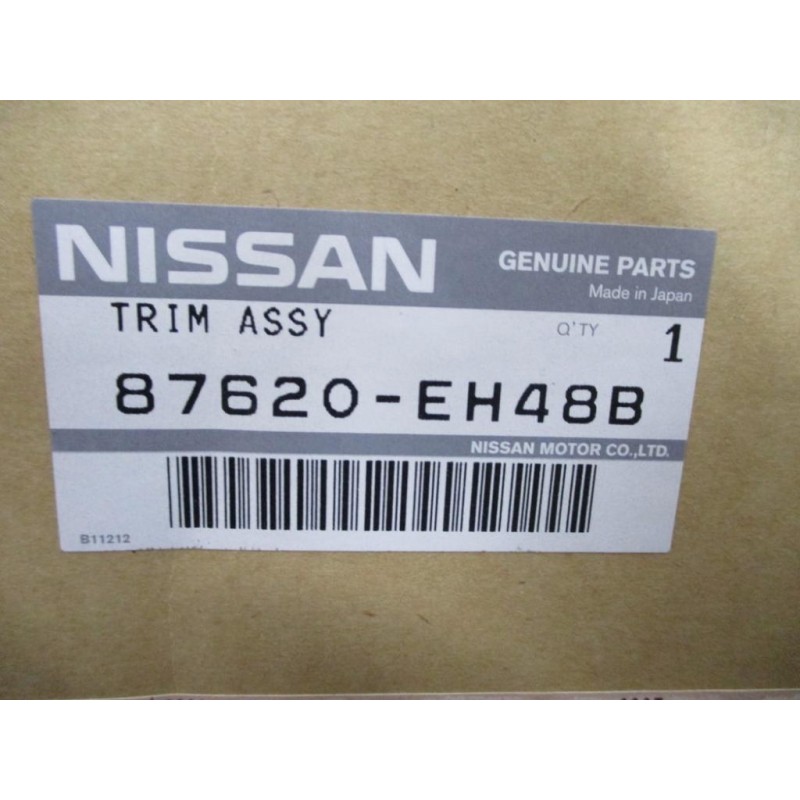 NISSAN
GENUINE PARTS
Made in Japan
TRIM ASSY
Q'TY 1
87620-EH48B
NISSAN MOTOR CO.,LTD.
B11212